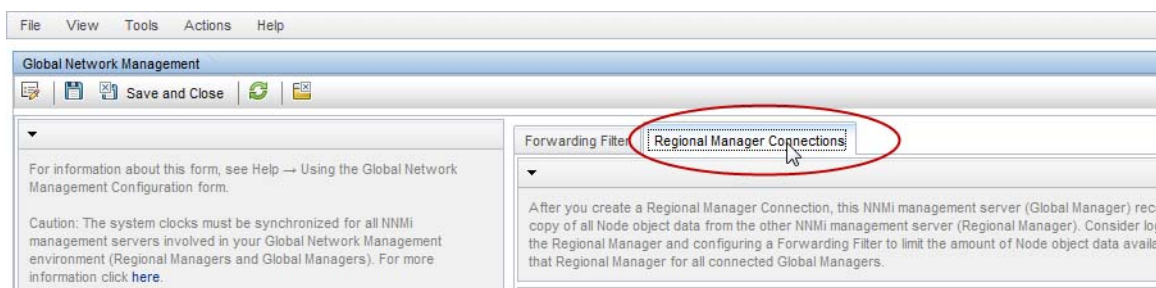 File View Tools Actions Help
Global Network Management
Save and Close
Forwarding Filter Regional Manager Connections
For information about this form, see Help → Using the Global Network
Management Configuration form.
Caution: The system clocks must be synchronized for all NNMi
management servers involved in your Global Network Management
environment (Regional Managers and Global Managers). For more
information click here.
After you create a Regional Manager Connection, this NNMi management server (Global Manager) rec
copy of all Node object data from the other NNMi management server (Regional Manager). Consider lo
the Regional Manager and configuring a Forwarding Filter to limit the amount of Node object data avail
that Regional Manager for all connected Global Managers.